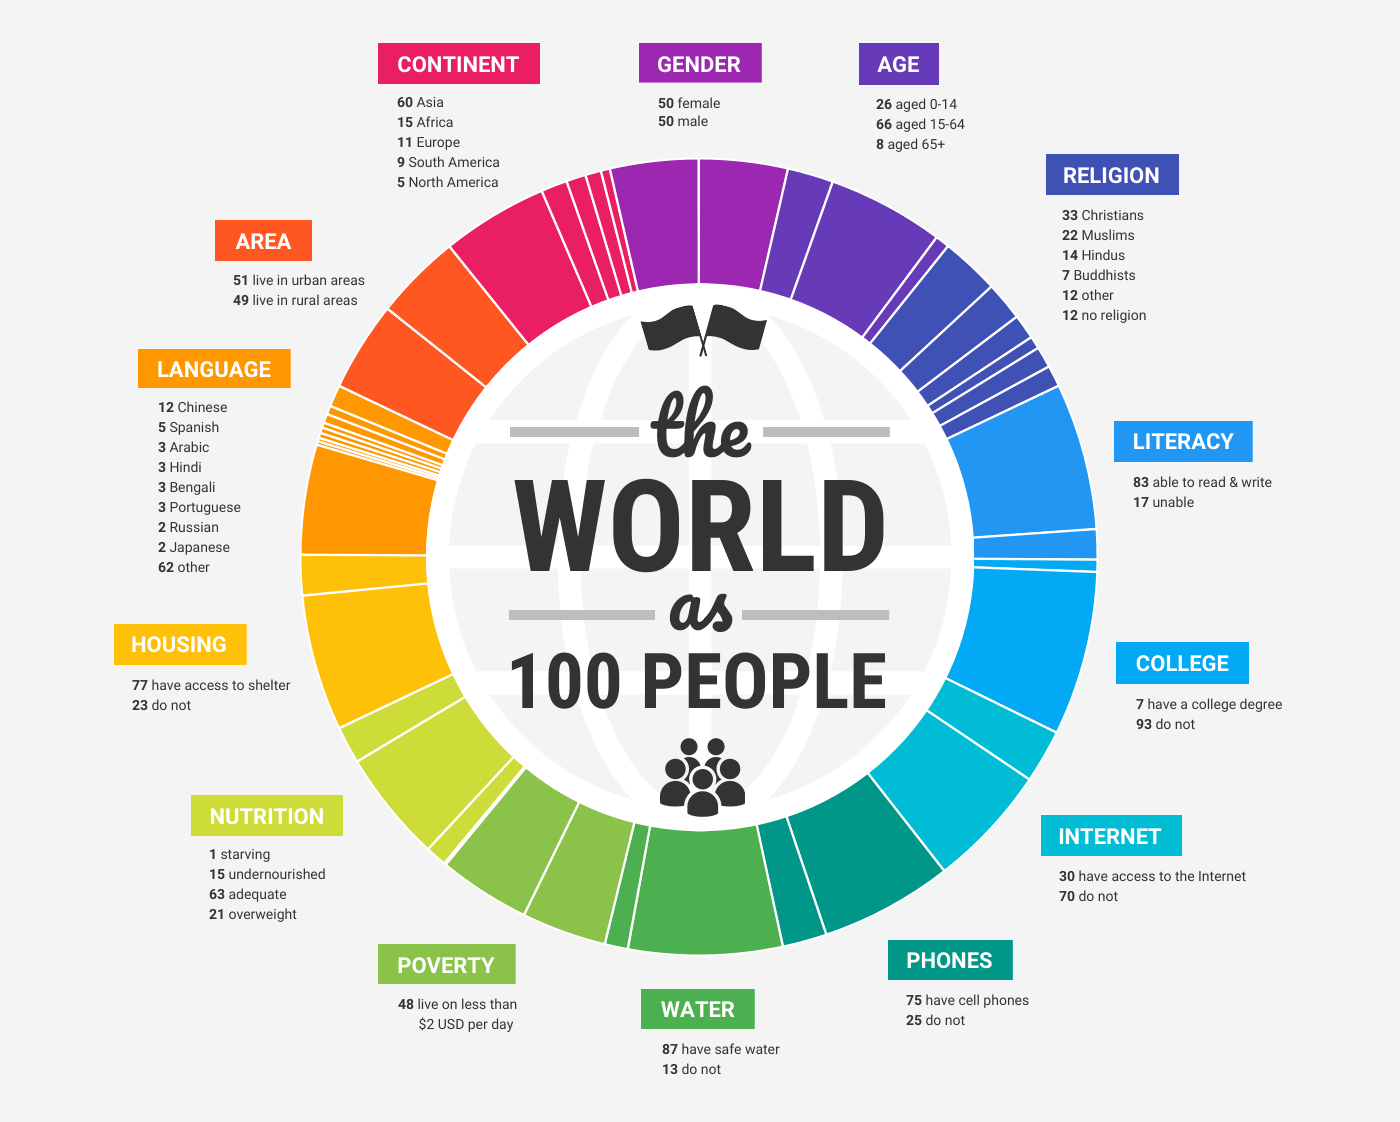 CONTINENT
60 Asia
15 Africa
11 Europe
9 South America
5 North America
GENDER
50 female
50 male
AGE
26 aged 0-14
66 aged 15-64
8 aged 65+
RELIGION
33 Christians
22 Muslims
14 Hindus
7 Buddhists
12 other
12 no religion
AREA
51 live in urban areas
49 live in rural areas
LANGUAGE
12 Chinese
5 Spanish
3 Arabic
3 Hindi
3 Bengali
3 Portuguese
2 Russian
2 Japanese
62 other
the
WORLD
as
100 PEOPLE
LITERACY
83 able to read & write
17 unable
HOUSING
77 have access to shelter
23 do not
COLLEGE
7 have a college degree
93 do not
NUTRITION
1 starving
15 undernourished
63 adequate
21 overweight
INTERNET
30 have access to the Internet
70 do not
POVERTY
48 live on less than
$2 USD per day
WATER
87 have safe water
13 do not
PHONES
75 have cell phones
25 do not